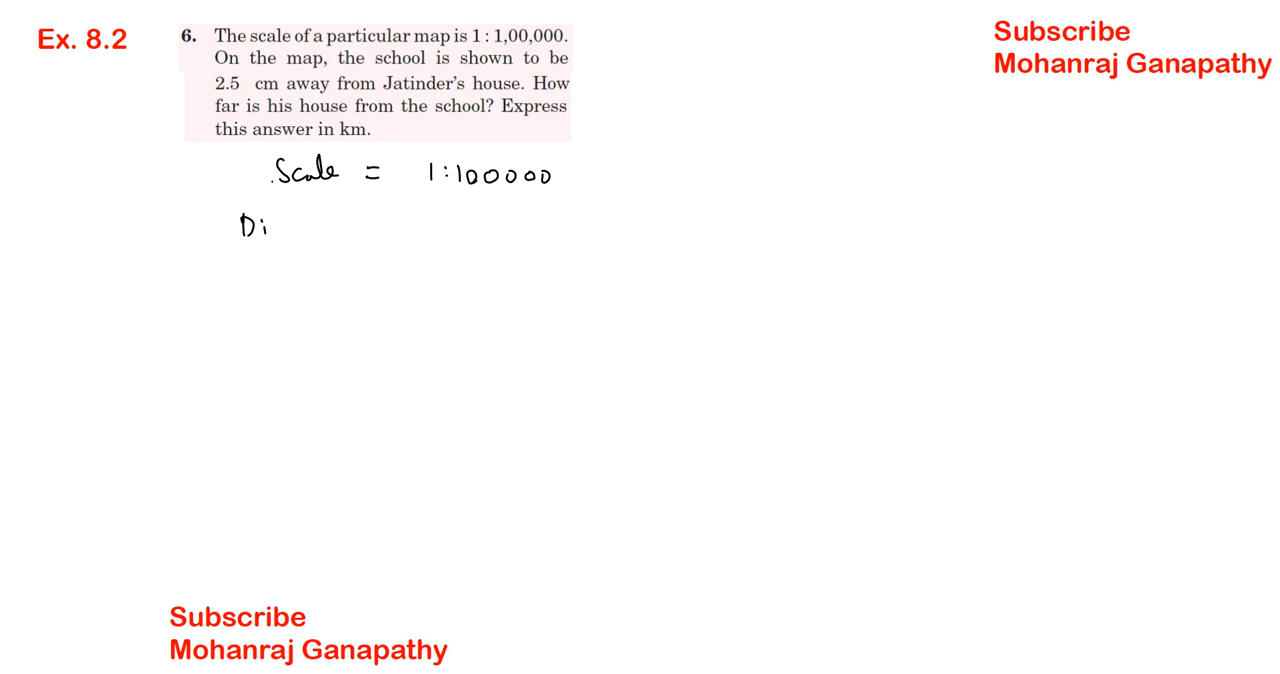 Ex. 8.2
6. The scale of a particular map is 1 : 1,00,000.
On the map, the school is shown to be
2.5 cm away from Jatinder's house. How
far is his house from the school? Express
this answer in km.
Subscribe
Mohanraj Ganapathy
Scale = 1:100000
Di
Subscribe
Mohanraj Ganapathy